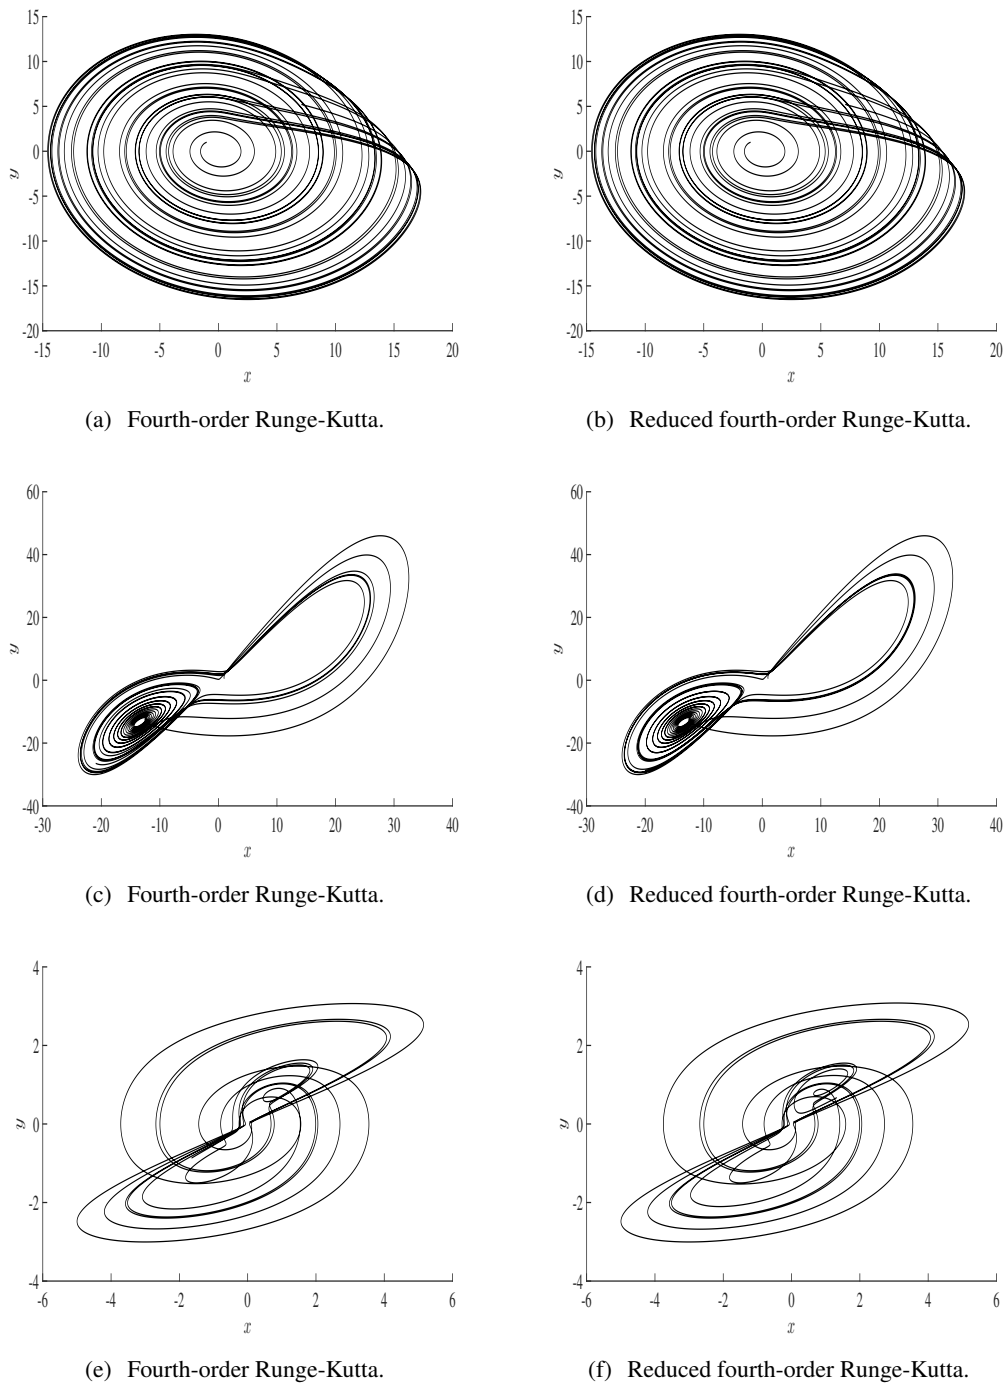 15
10
5
0
-5
-10
-15
-20
y
-15 -10 -5 0 5 10 15 20
x
(a) Fourth-order Runge-Kutta.
15
10
5
0
-5
-10
-15
-20
y
-15 -10 -5 0 5 10 15 20
x
(b) Reduced fourth-order Runge-Kutta.
60
40
20
0
-20
-40
y
-30 -20 -10 0 10 20 30 40
x
(c) Fourth-order Runge-Kutta.
60
40
20
0
-20
-40
y
-30 -20 -10 0 10 20 30 40
x
(d) Reduced fourth-order Runge-Kutta.
4
2
0
-2
-4
y
-6 -4 -2 0 2 4 6
x
(e) Fourth-order Runge-Kutta.
4
2
0
-2
-4
y
-6 -4 -2 0 2 4 6
x
(f) Reduced fourth-order Runge-Kutta.